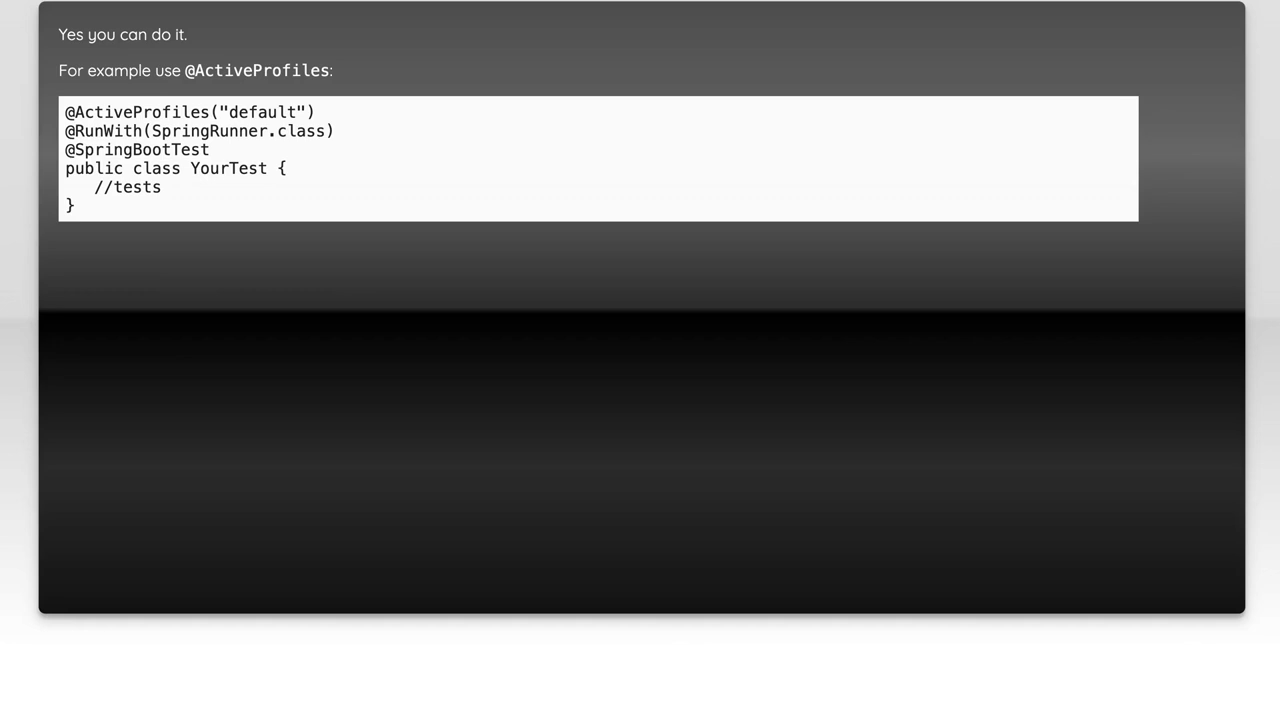 Yes you can do it.
For example use @ActiveProfiles:
@ActiveProfiles("default")
@RunWith(SpringRunner.class)
@SpringBootTest
public class YourTest {
   //tests
}